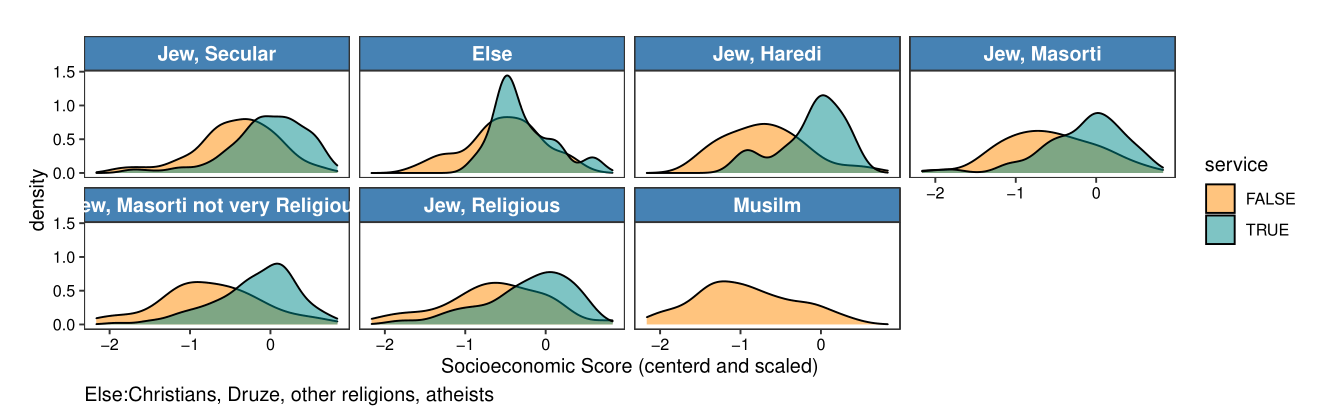 Jew, Secular
Else
Jew, Haredi
Jew, Masorti
1.5
1.0
0.5
0.0
−2 −1 0
ew, Masorti not very Religiou
Jew, Religious
Musilm
1.5
1.0
0.5
0.0
−2 −1 0
−2 −1 0
−2 −1 0
density
Socioeconomic Score (centerd and scaled)
service
FALSE
TRUE
Else:Christians, Druze, other religions, atheists